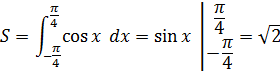 S = ∫_{-π/4}^{π/4} cos x dx = sin x |_{-π/4}^{π/4} = √2